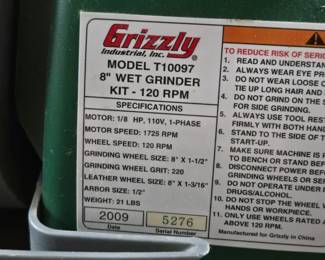 Grizzly
Industrial, Inc.
MODEL T10097
8" WET GRINDER
KIT - 120 RPM
SPECIFICATIONS
MOTOR: 1/8 HP, 110V, 1-PHASE
MOTOR SPEED: 1725 RPM
WHEEL SPEED: 120 RPM
GRINDING WHEEL SIZE: 8" X 1-1/2"
GRINDING WHEEL GRIT: 220
LEATHER WHEEL SIZE: 8" X 1-3/16"
ARBOR SIZE: 1/2"
WEIGHT: 21 LBS
2009 5276
Date Serial Number
TO REDUCE RISK OF SERIO
1. READ AND UNDERSTAN
2. ALWAYS WEAR EYE PR
3. DO NOT WEAR LOOSE C
TIE UP LONG HAIR AND
4. DO NOT GRIND ON THE
FOR SIDE GRINDING.
5. ALWAYS USE TOOL REST
FIRMLY WITH BOTH HAN
6. STAND TO THE SIDE OF T
START-UP.
7. MAKE SURE MACHINE IS
TO BENCH OR STAND BEF
8. DISCONNECT POWER BEF
GRINDING WHEELS OR S
9. DO NOT OPERATE UNDER
DRUGS/ALCOHOL.
10. DO NOT STOP THE WHEE
HANDS OR WORKPIECE.
11. ONLY USE WHEELS RATED
ABOVE 120 RPM.
Manufactured for Grizzly in China